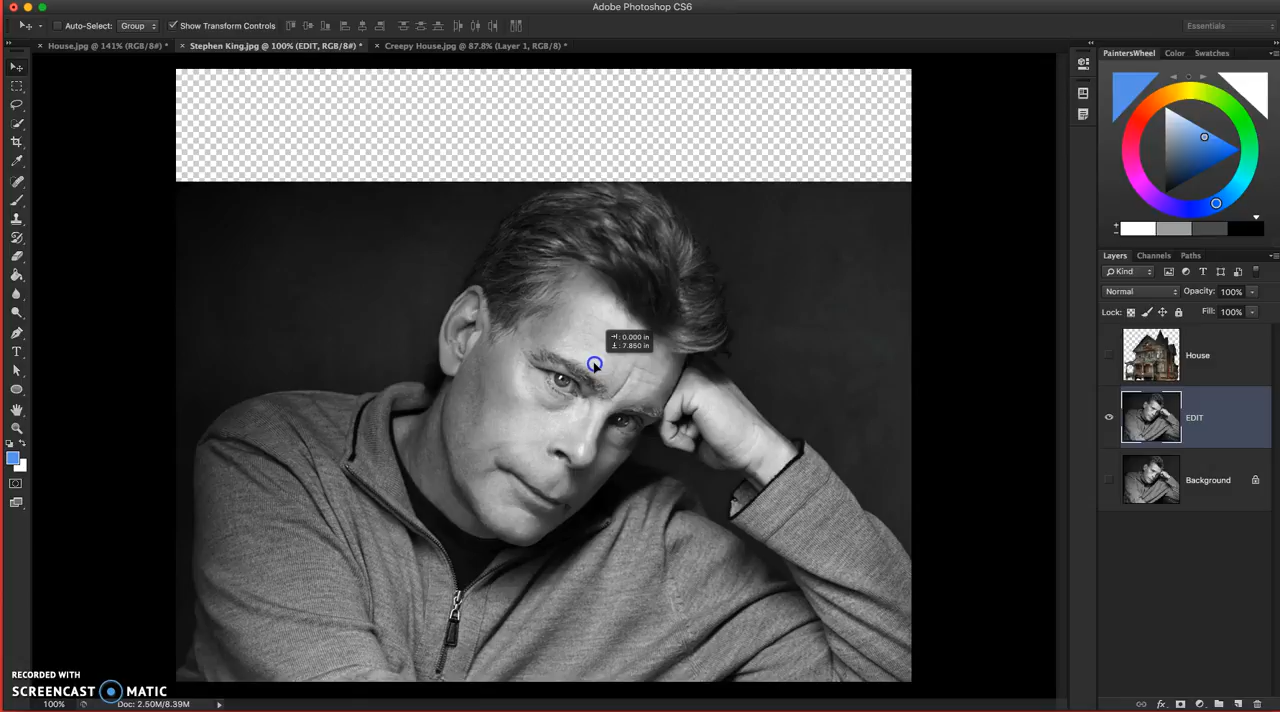 Adobe Photoshop CS6
Auto-Select: Group Show Transform Controls Essentials
House.jpg @ 141% (RGB/8#) * Stephen King.jpg @ 100% (EDIT, RGB/8#) * Creepy House.jpg @ 87.8% (Layer 1, RGB/8) *
PaintersWheel Color Swatches
Layers Channels Paths
Kind
Normal Opacity: 100%
Lock: Fill: 100%
: 0.000 in
: 7.850 in
House
EDIT
Background
RECORDED WITH
SCREENCAST MATIC
100% Doc: 2.50M/8.39M